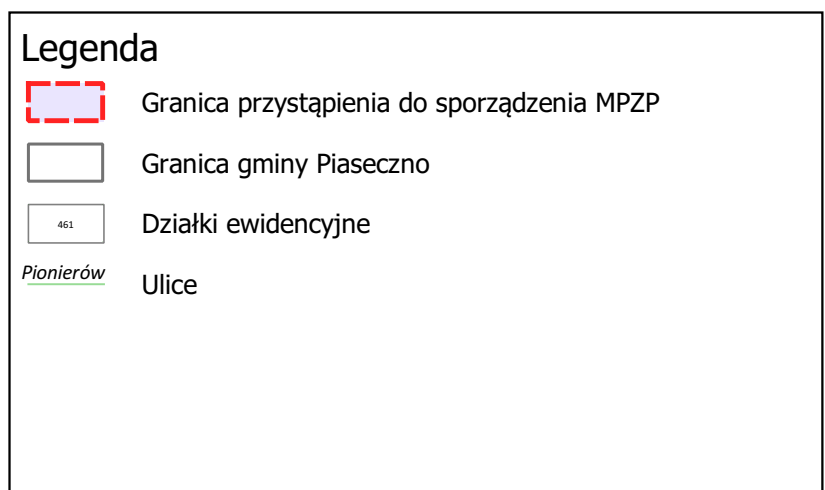 Legenda
Granica przystąpienia do sporządzenia MPZP
Granica gminy Piaseczno
461 Działki ewidencyjne
Pionierów Ulice